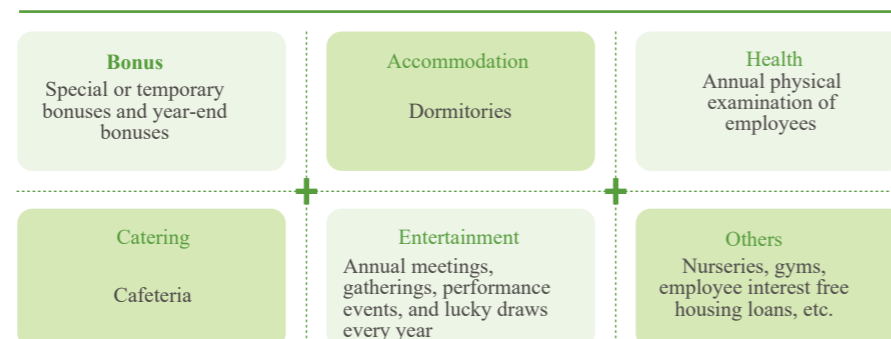 Bonus
Special or temporary
bonuses and year-end
bonuses
Accommodation
Dormitories
Health
Annual physical
examination of
employees
Catering
Cafeteria
Entertainment
Annual meetings,
gatherings, performance
events, and lucky draws
every year
Others
Nurseries, gyms,
employee interest free
housing loans, etc.